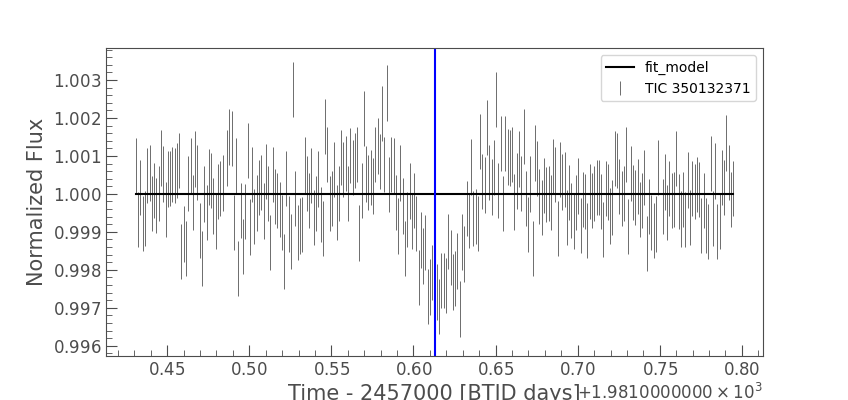 fit_model
TIC 350132371
Normalized Flux
1.003
1.002
1.001
1.000
0.999
0.998
0.997
0.996
0.45 0.50 0.55 0.60 0.65 0.70 0.75 0.80
Time - 2457000 [BTJD days]
+1.9810000000 × 10³